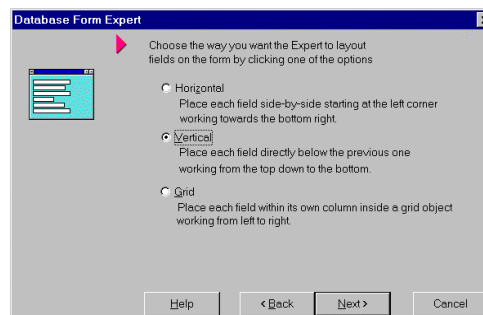 Database Form Expert
Choose the way you want the Expert to layout
fields on the form by clicking one of the options
Horizontal
Place each field side-by-side starting at the left corner
working towards the bottom right.
Vertical
Place each field directly below the previous one
working from the top down to the bottom.
Grid
Place each field within its own column inside a grid object
working from left to right.
Help
< Back
Next >
Cancel